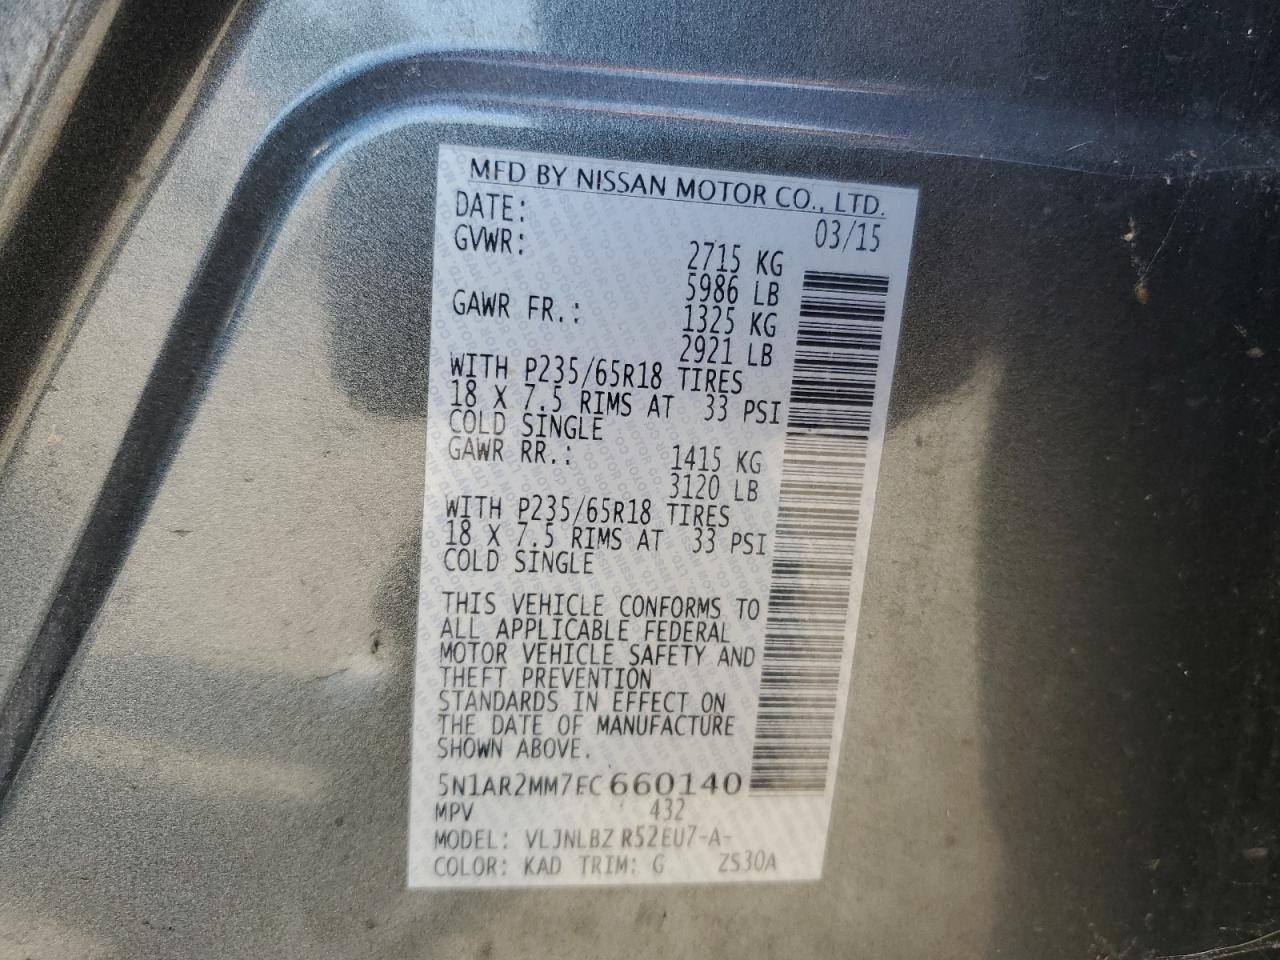 MFD BY NISSAN MOTOR CO., LTD.
DATE: 03/15
GVWR: 2715 KG
5986 LB
GAWR FR.: 1325 KG
2921 LB
WITH P235/65R18 TIRES
18 X 7.5 RIMS AT 33 PSI
COLD SINGLE
GAWR RR.: 1415 KG
3120 LB
WITH P235/65R18 TIRES
18 X 7.5 RIMS AT 33 PSI
COLD SINGLE
THIS VEHICLE CONFORMS TO
ALL APPLICABLE FEDERAL
MOTOR VEHICLE SAFETY AND
THEFT PREVENTION
STANDARDS IN EFFECT ON
THE DATE OF MANUFACTURE
SHOWN ABOVE.
5N1AR2MM7FC660140
MPV 432
MODEL: VLJNLBZ R52EU7-A-
COLOR: KAD TRIM: G ZS30A